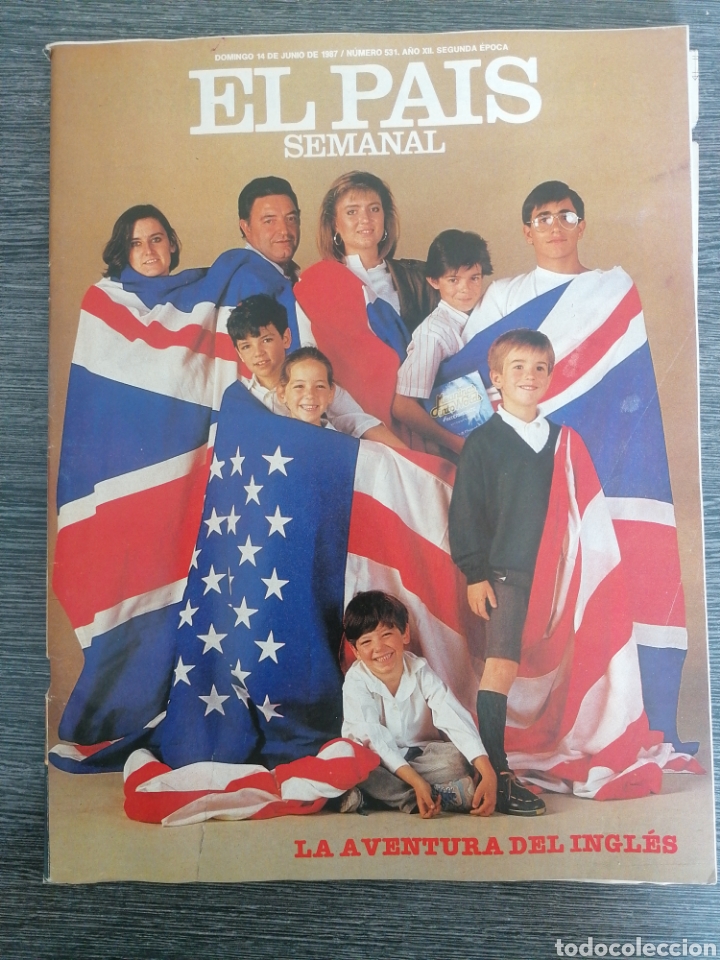 DOMINGO 14 DE JUNIO DE 1987 / NÚMERO 531. AÑO XII. SEGUNDA ÉPOCA
EL PAIS
SEMANAL
LA AVENTURA DEL INGLÉS
todocoleccion